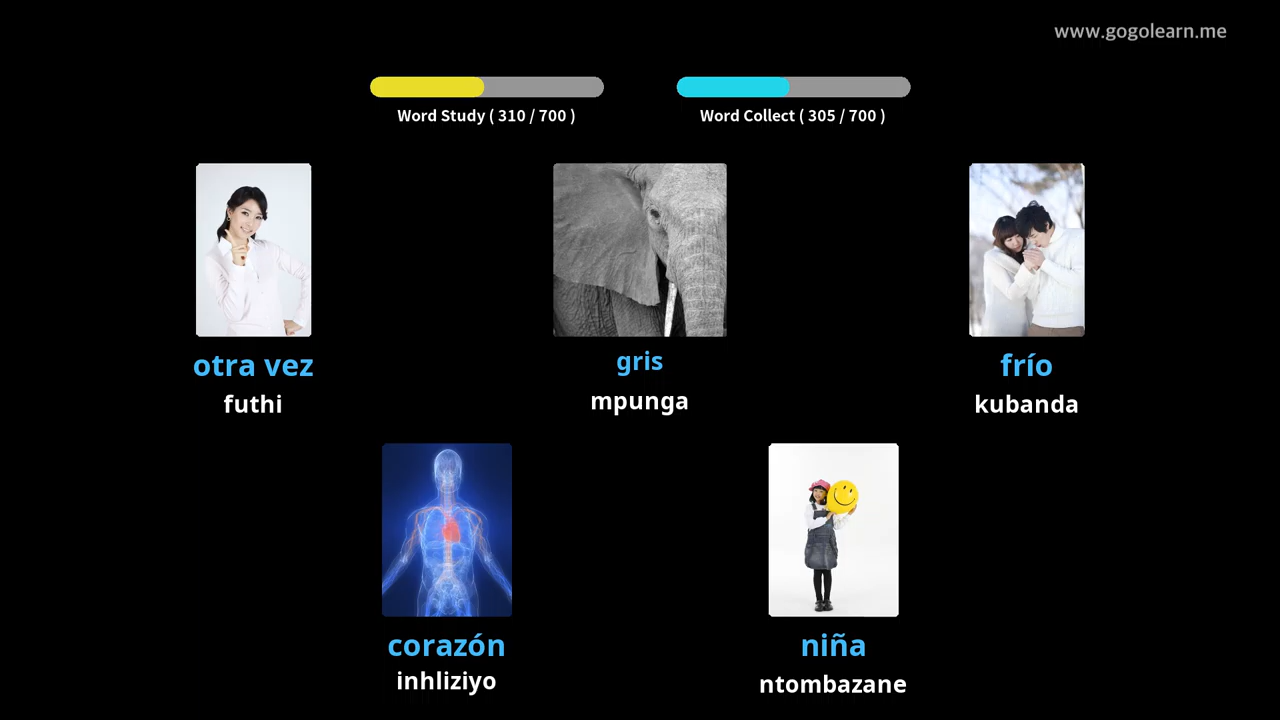 www.gogolearn.me
Word Study ( 310 / 700 )
Word Collect ( 305 / 700 )
otra vez
futhi
gris
mpunga
frío
kubanda
corazón
inhliziyo
niña
ntombazane